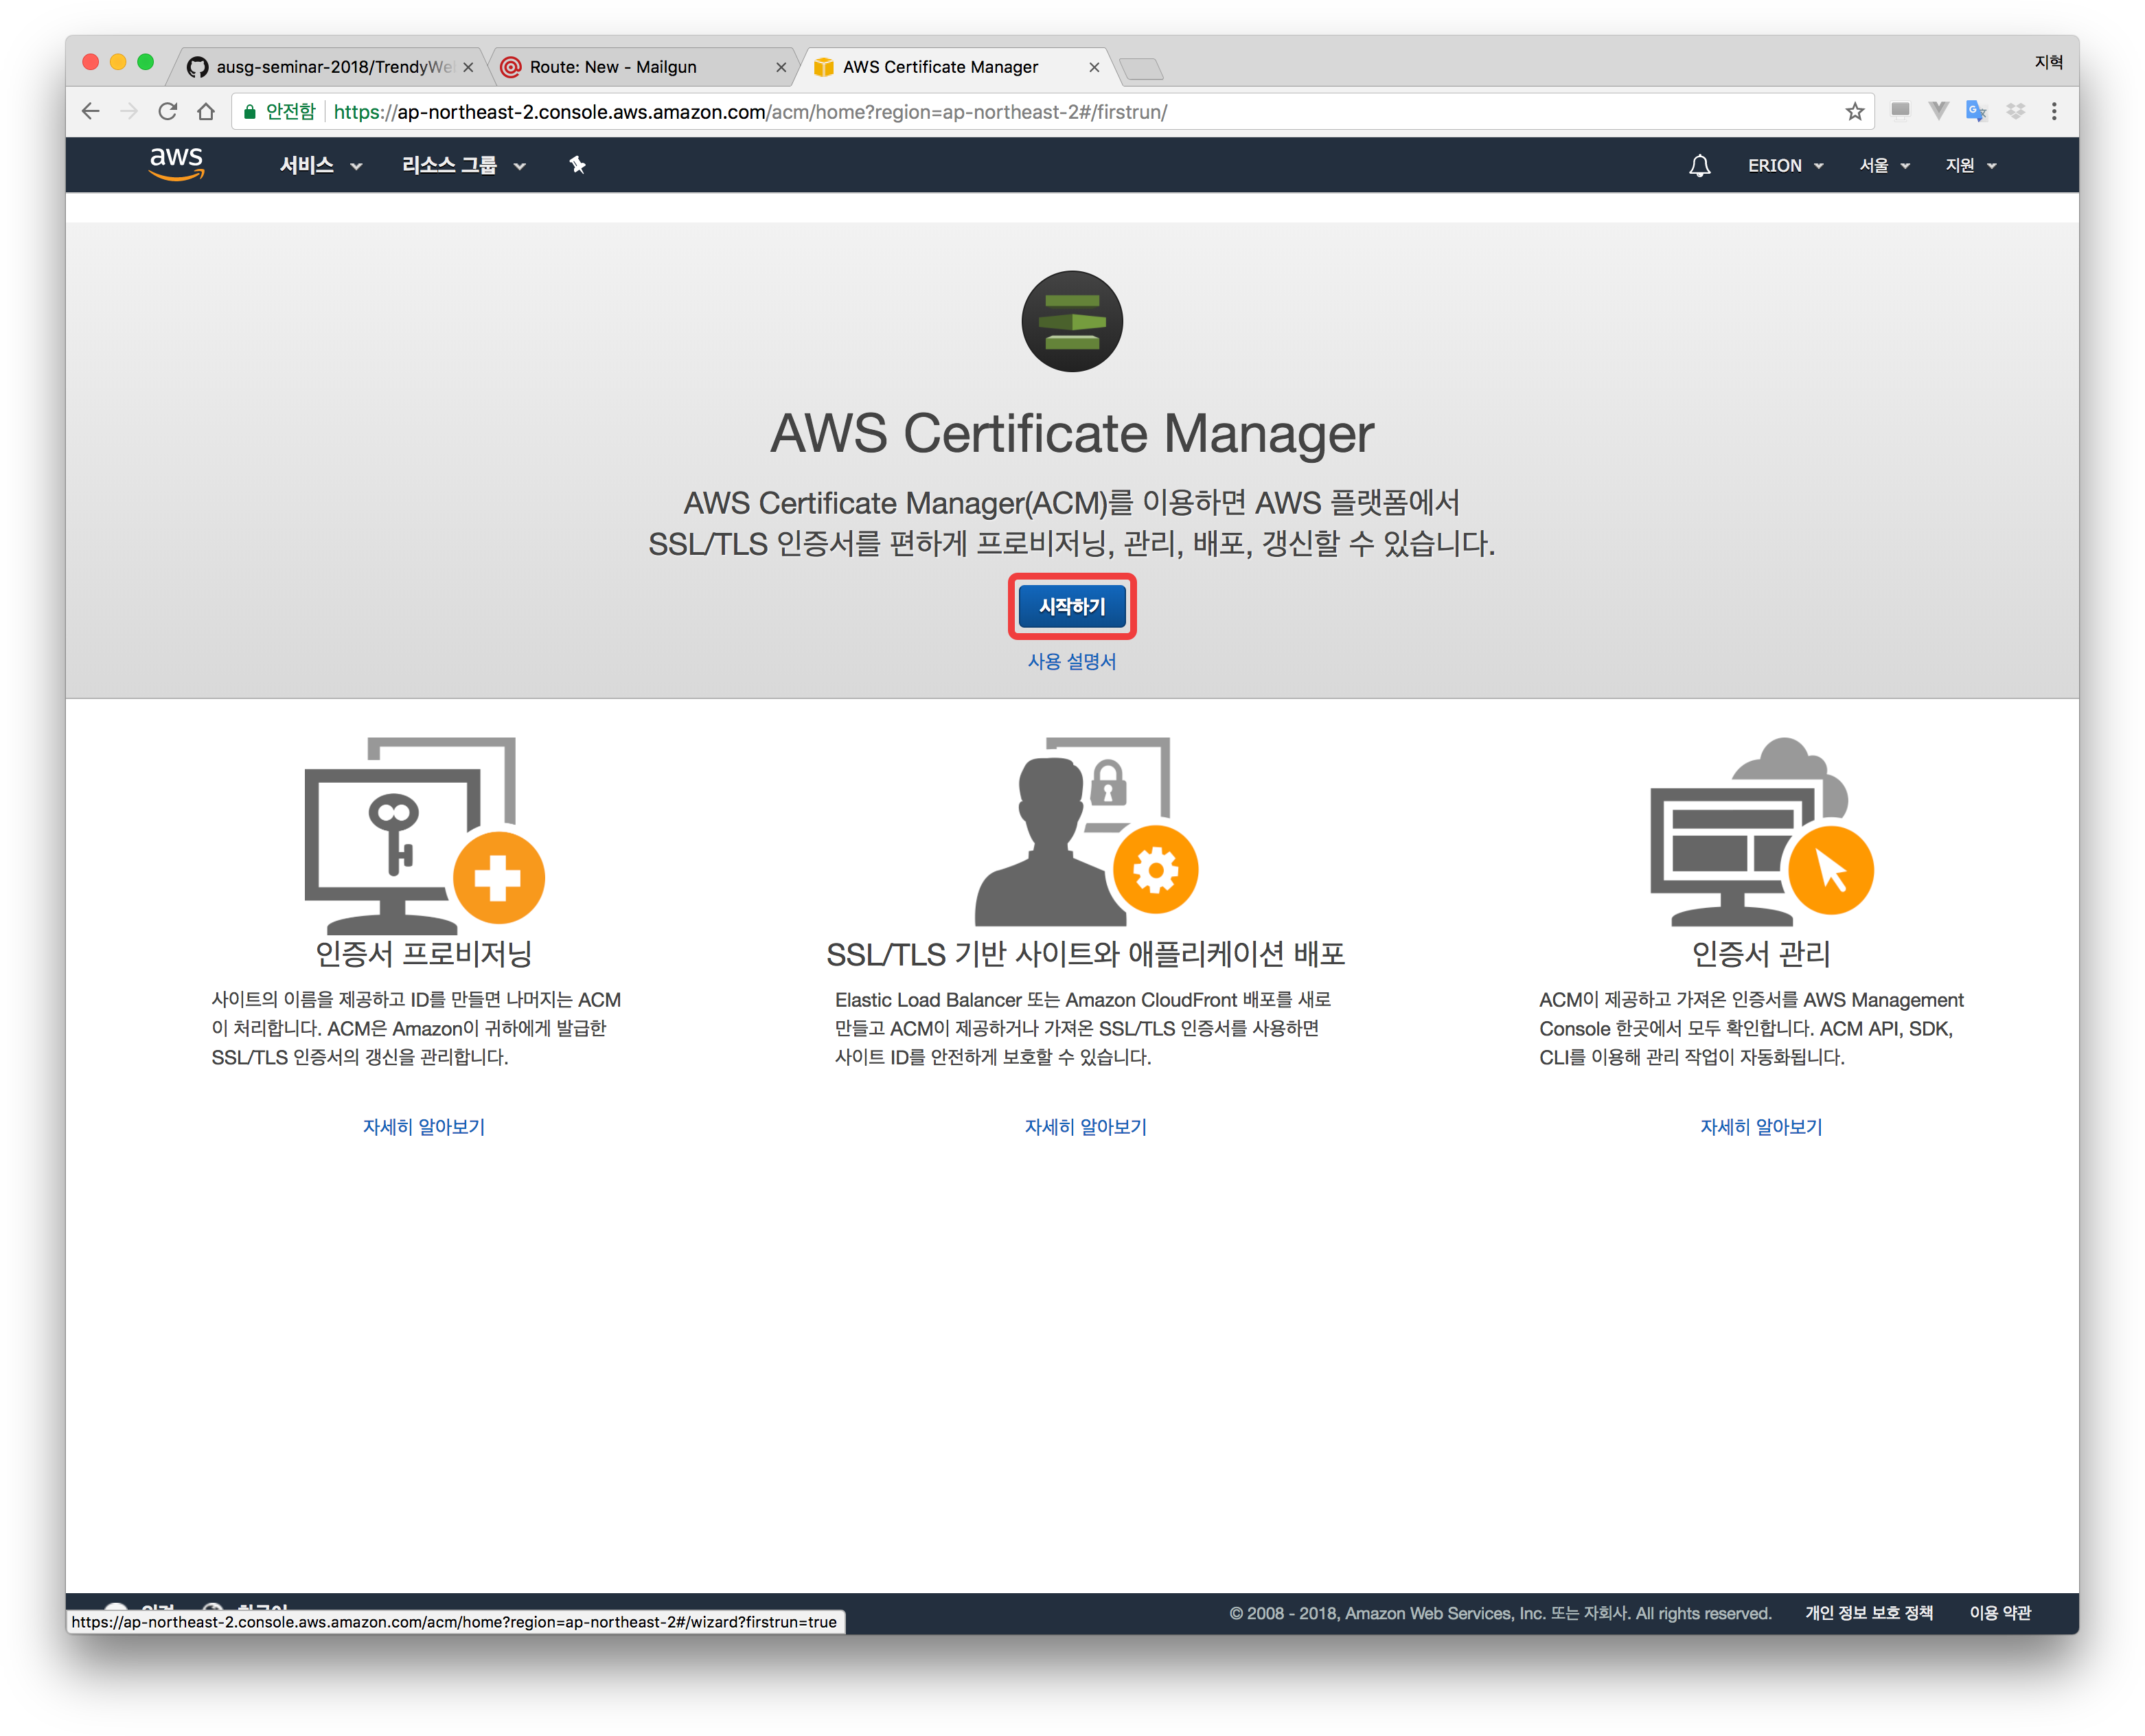 ausg-seminar-2018/TrendyWe
Route: New - Mailgun
AWS Certificate Manager
지혁
안전함
https://ap-northeast-2.console.aws.amazon.com/acm/home?region=ap-northeast-2#/firstrun/
aws
서비스
리소스 그룹
ERION
서울
지원
AWS Certificate Manager
AWS Certificate Manager(ACM)를 이용하면 AWS 플랫폼에서
SSL/TLS 인증서를 편하게 프로비저닝, 관리, 배포, 갱신할 수 있습니다.
시작하기
사용 설명서
인증서 프로비저닝
사이트의 이름을 제공하고 ID를 만들면 나머지는 ACM
이 처리합니다. ACM은 Amazon이 귀하에게 발급한
SSL/TLS 인증서의 갱신을 관리합니다.
자세히 알아보기
SSL/TLS 기반 사이트와 애플리케이션 배포
Elastic Load Balancer 또는 Amazon CloudFront 배포를 새로
만들고 ACM이 제공하거나 가져온 SSL/TLS 인증서를 사용하면
사이트 ID를 안전하게 보호할 수 있습니다.
자세히 알아보기
인증서 관리
ACM이 제공하고 가져온 인증서를 AWS Management
Console 한곳에서 모두 확인합니다. ACM API, SDK,
CLI를 이용해 관리 작업이 자동화됩니다.
자세히 알아보기
© 2008 - 2018, Amazon Web Services, Inc. 또는 자회사. All rights reserved.
개인 정보 보호 정책
이용 약관
https://ap-northeast-2.console.aws.amazon.com/acm/home?region=ap-northeast-2#/wizard?firstrun=true